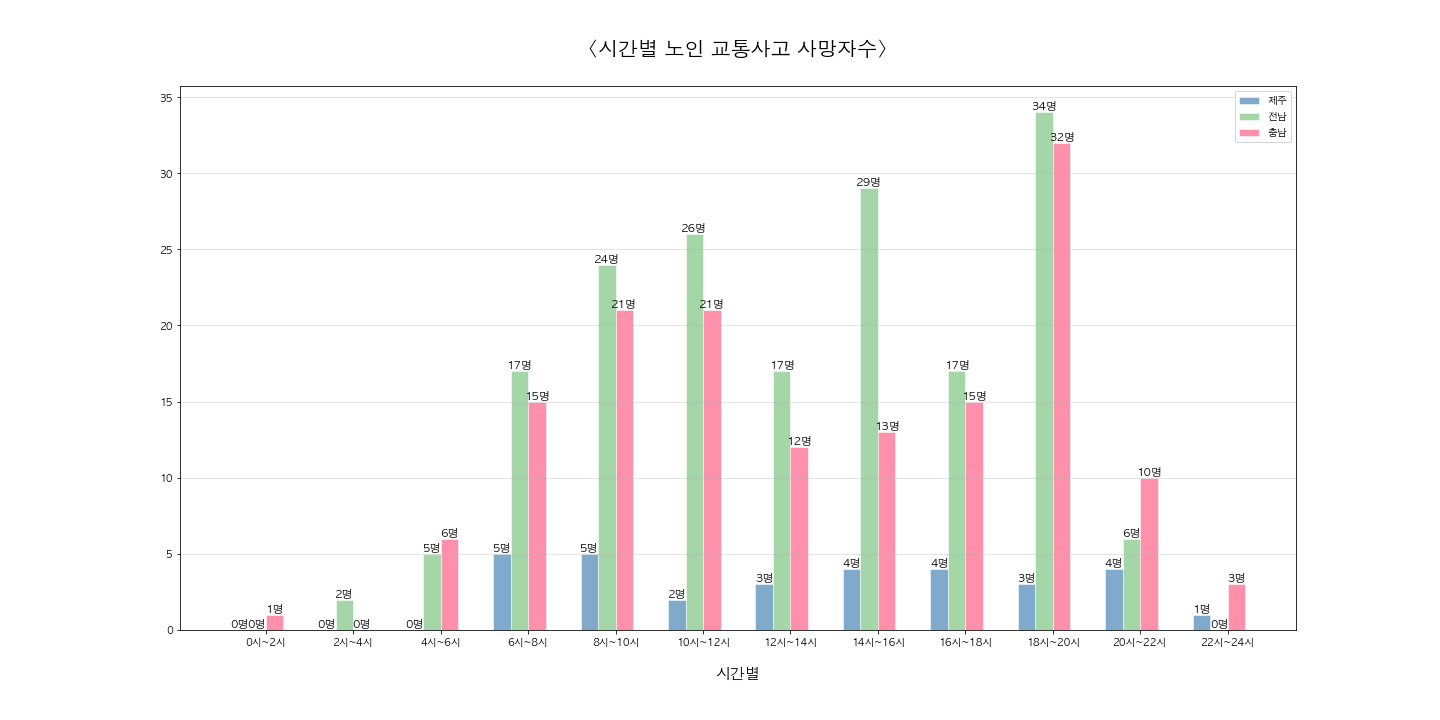 〈시간별 노인 교통사고 사망자수〉
제주
전남
충남
35
30
25
20
15
10
5
0
0명 0명 1명
0명 2명 0명
0명 5명 6명
5명 17명 15명
5명 24명 21명
2명 26명 21명
3명 17명 12명
4명 29명 13명
4명 17명 15명
3명 34명 32명
4명 6명 10명
1명 0명 3명
0시~2시 2시~4시 4시~6시 6시~8시 8시~10시 10시~12시 12시~14시 14시~16시 16시~18시 18시~20시 20시~22시 22시~24시
시간별